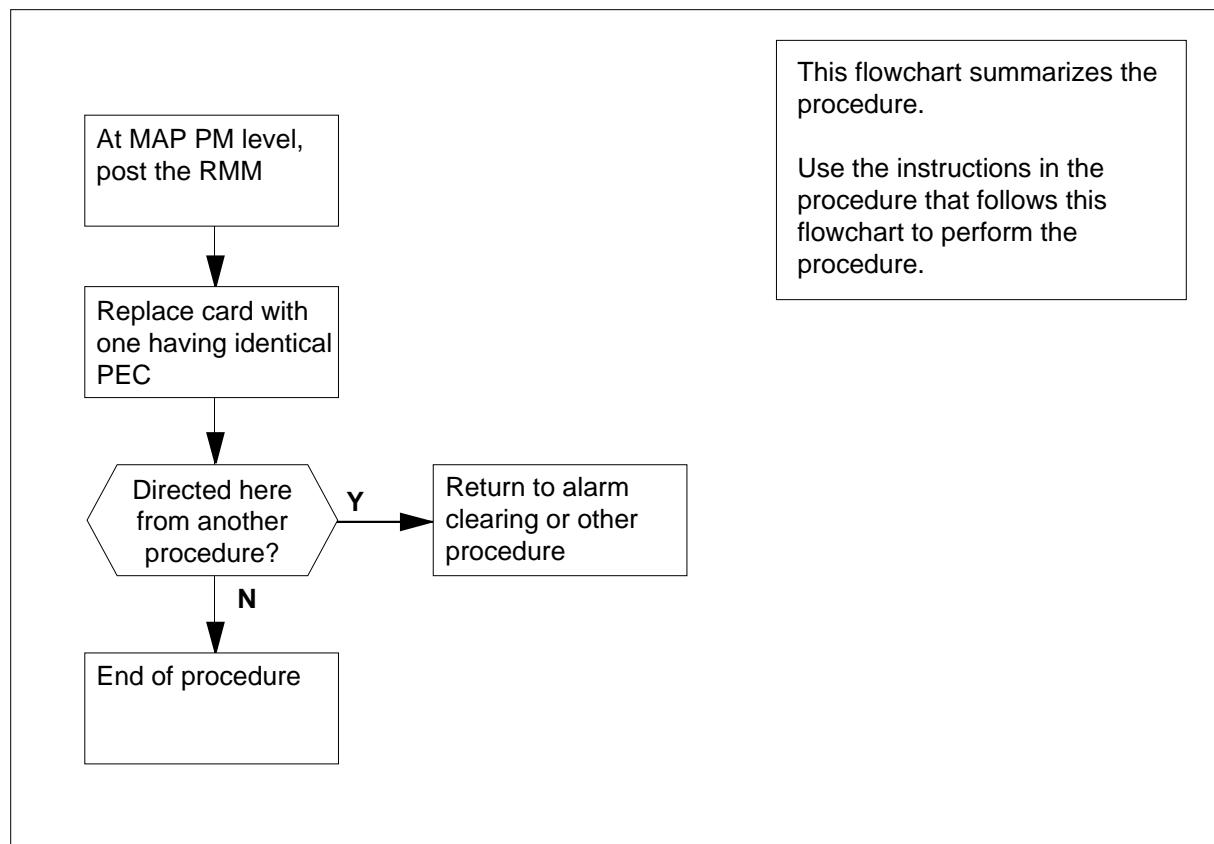 At MAP PM level,
post the RMM
Replace card with
one having identical
PEC
Directed here
from another
procedure?
Y
Return to alarm
clearing or other
procedure
N
End of procedure
This flowchart summarizes the
procedure.
Use the instructions in the
procedure that follows this
flowchart to perform the
procedure.